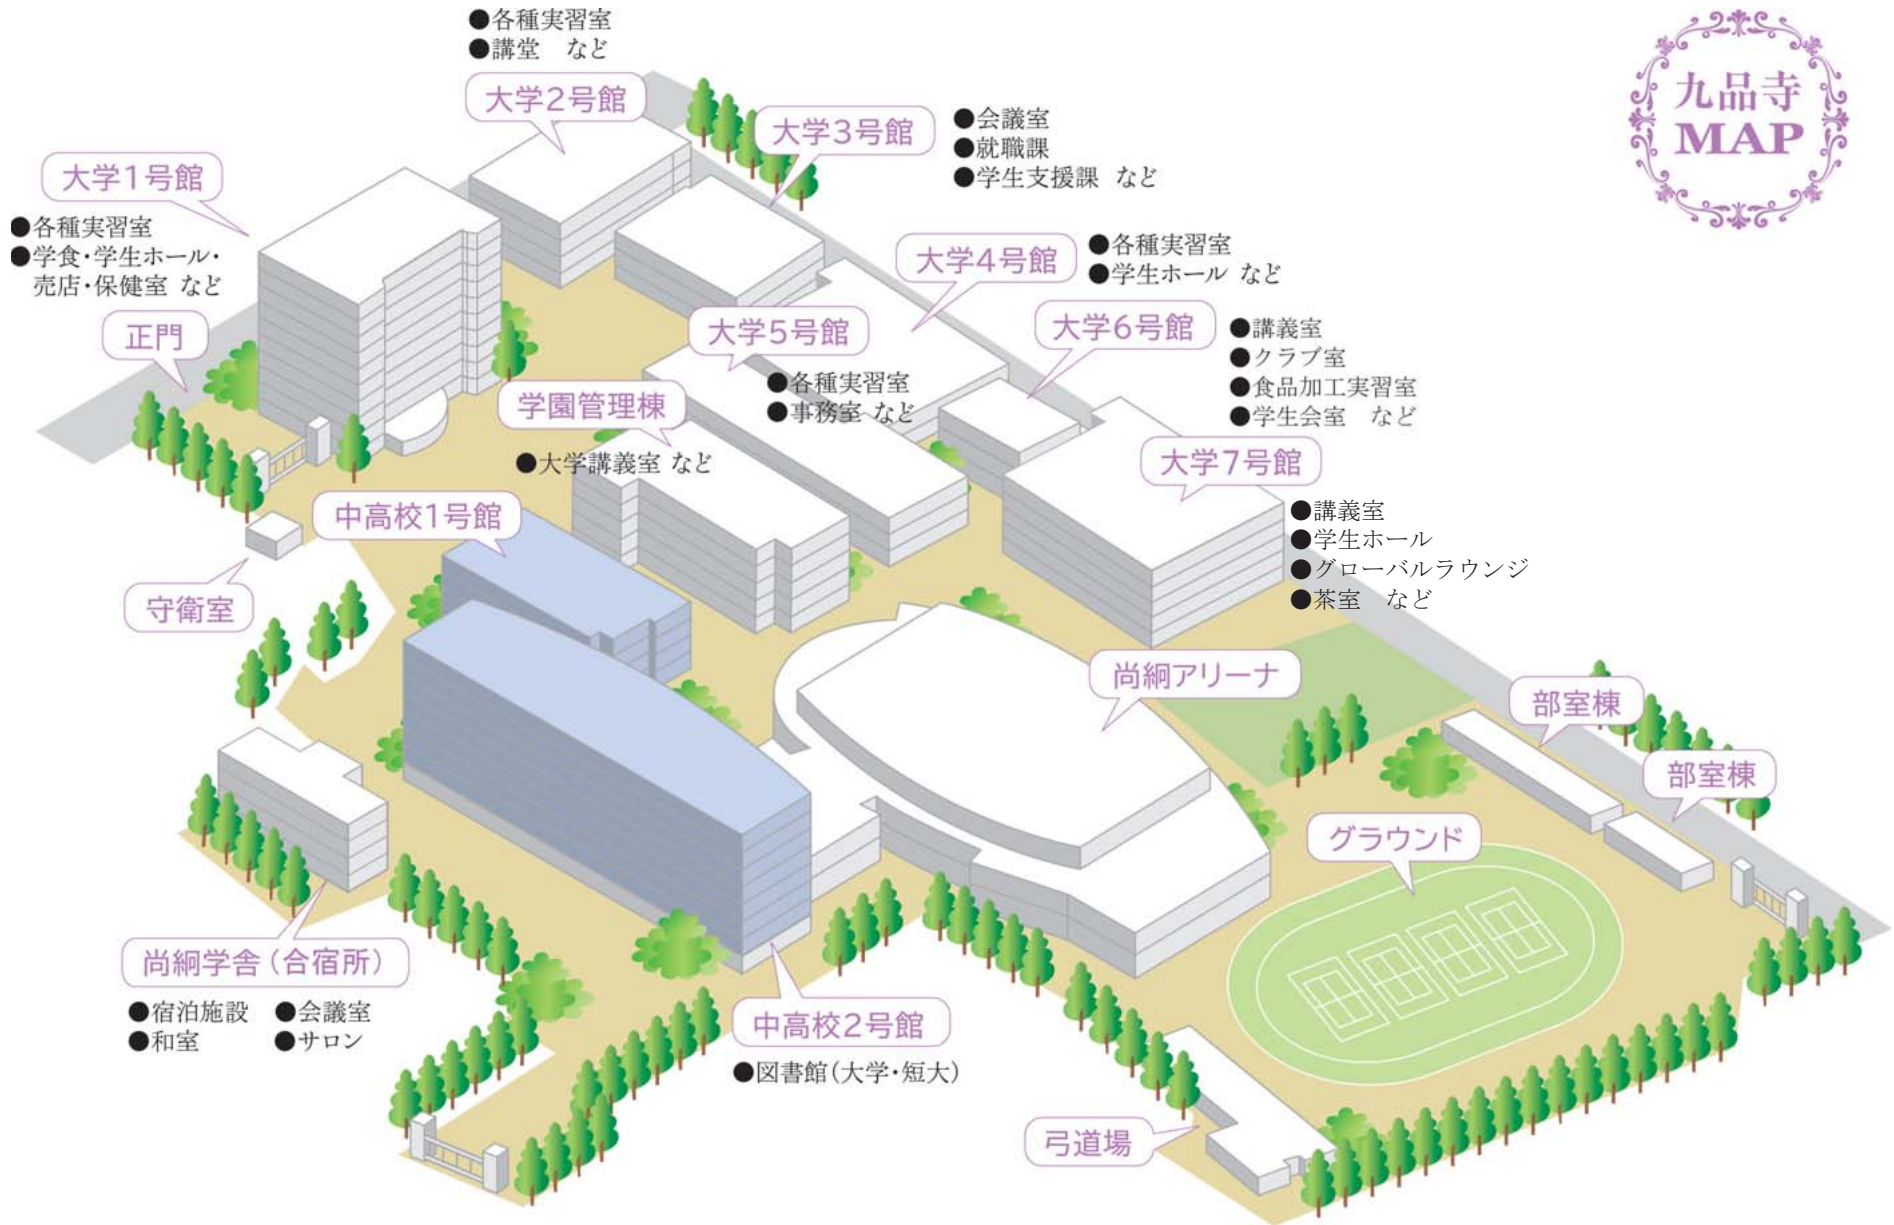 九品寺
MAP
●各種実習室
●講堂 など
大学2号館
大学3号館
●会議室
●就職課
●学生支援課 など
大学1号館
●各種実習室
●学食・学生ホール・
売店・保健室 など
正門
大学4号館
●各種実習室
●学生ホール など
大学5号館
●各種実習室
●事務室 など
大学6号館
●講義室
●クラブ室
●食品加工実習室
●学生会室 など
学園管理棟
●大学講義室 など
大学7号館
●講義室
●学生ホール
●グローバルラウンジ
●茶室 など
中高校1号館
守衛室
尚絅アリーナ
部室棟
部室棟
グラウンド
尚絅学舎(合宿所)
●宿泊施設 ●会議室
●和室 ●サロン
中高校2号館
●図書館(大学・短大)
弓道場